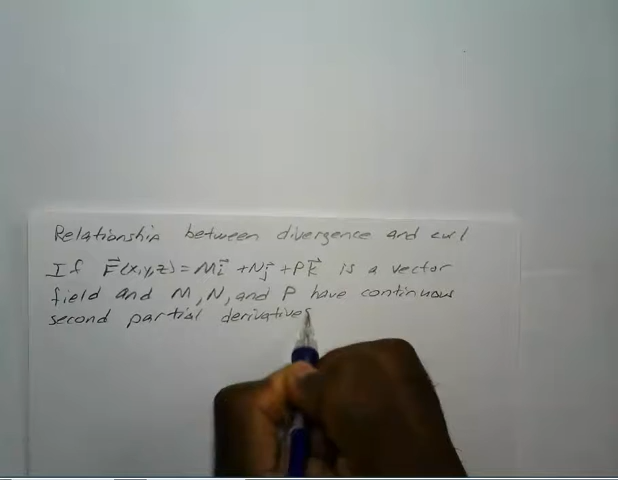 Relationship between divergence and curl
If F⃗(x,y,z) = Mi⃗ + Nj⃗ + Pk⃗ is a vector
field and M, N, and P have continuous
second partial derivatives